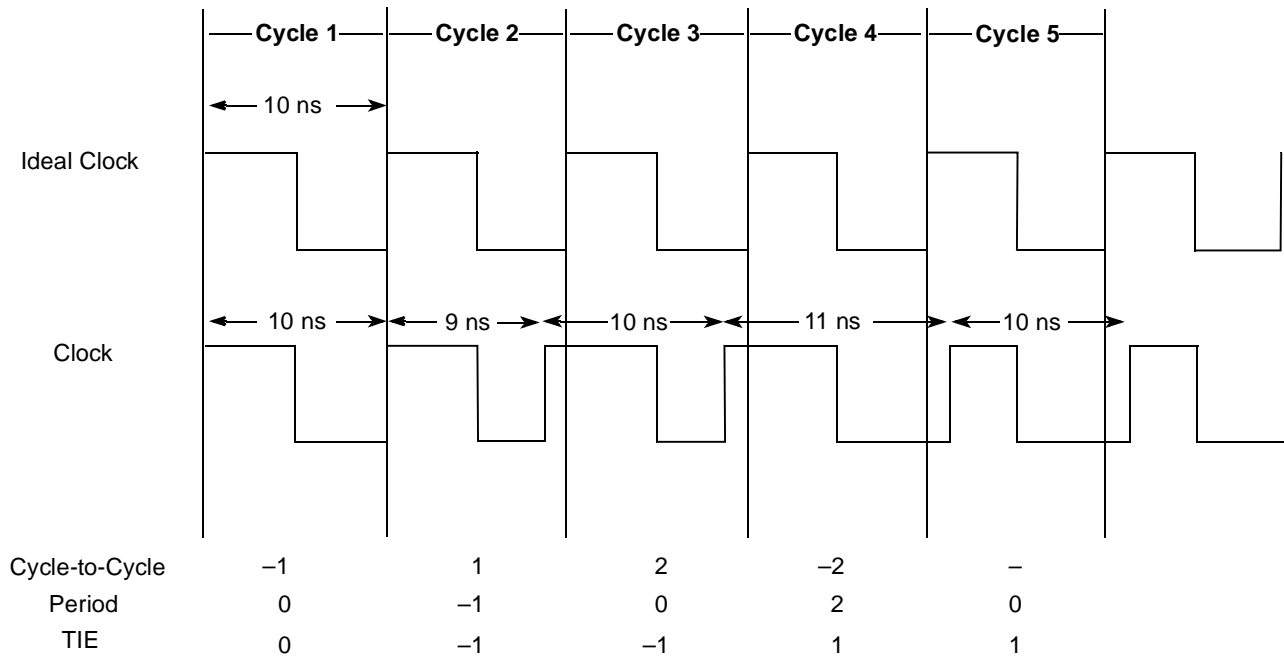 Cycle 1 Cycle 2 Cycle 3 Cycle 4 Cycle 5
10 ns
Ideal Clock
10 ns 9 ns 10 ns 11 ns 10 ns
Clock
Cycle-to-Cycle –1 1 2 –2 –
Period 0 –1 0 2 0
TIE 0 –1 –1 1 1